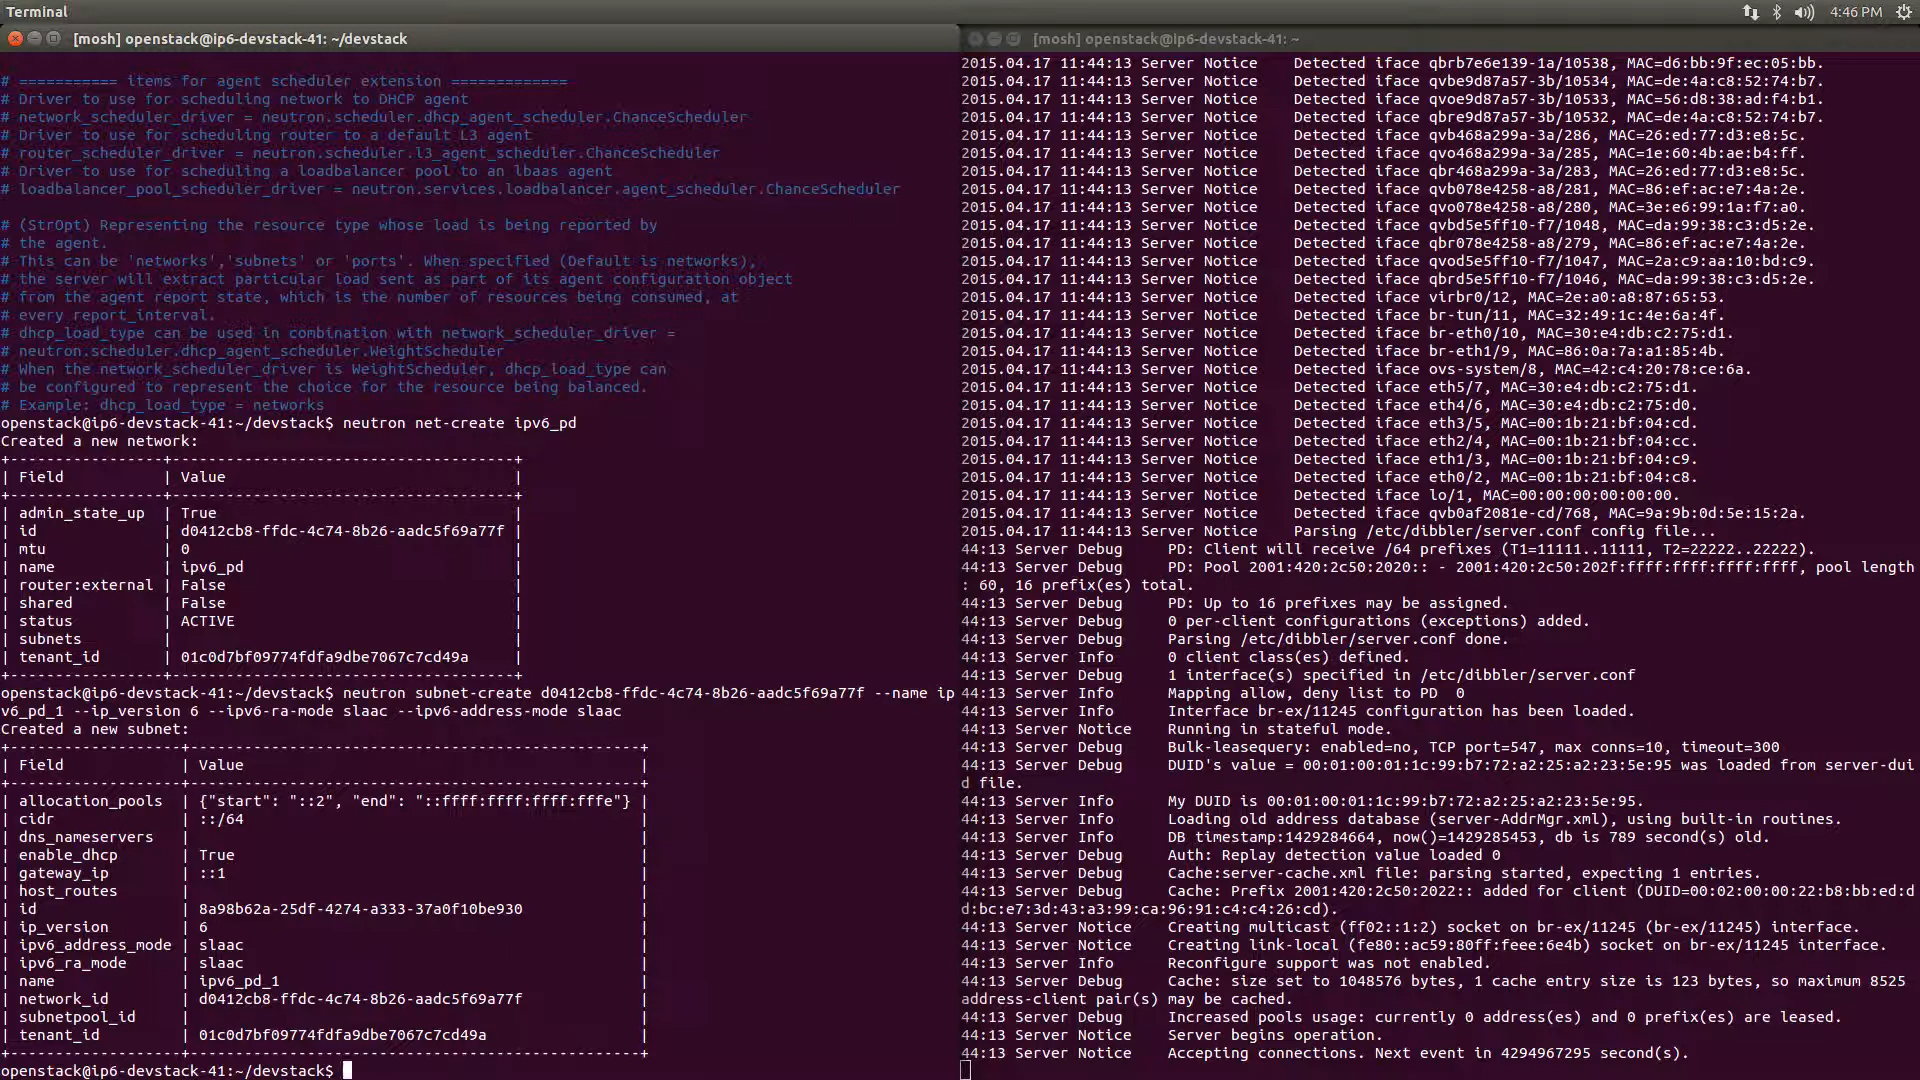 Terminal
4:46 PM
[mosh] openstack@ip6-devstack-41: ~/devstack
# =========== items for agent scheduler extension =============
# Driver to use for scheduling network to DHCP agent
# network_scheduler_driver = neutron.scheduler.dhcp_agent_scheduler.ChanceScheduler
# Driver to use for scheduling router to a default L3 agent
# router_scheduler_driver = neutron.scheduler.l3_agent_scheduler.ChanceScheduler
# Driver to use for scheduling a loadbalancer pool to an lbaas agent
# loadbalancer_pool_scheduler_driver = neutron.services.loadbalancer.agent_scheduler.ChanceScheduler
# (StrOpt) Representing the resource type whose load is being reported by
# the agent.
# This can be 'networks','subnets' or 'ports'. When specified (Default is networks),
# the server will extract particular load sent as part of its agent configuration object
# from the agent report state, which is the number of resources being consumed, at
# every report_interval.
# dhcp_load_type can be used in combination with network_scheduler_driver =
# neutron.scheduler.dhcp_agent_scheduler.WeightScheduler
# When the network_scheduler_driver is WeightScheduler, dhcp_load_type can
# be configured to represent the choice for the resource being balanced.
# Example: dhcp_load_type = networks
openstack@ip6-devstack-41:~/devstack$ neutron net-create ipv6_pd
Created a new network:
+-----------------+--------------------------------------+
| Field           | Value                                |
+-----------------+--------------------------------------+
| admin_state_up  | True                                 |
| id              | d0412cb8-ffdc-4c74-8b26-aadc5f69a77f |
| mtu             | 0                                    |
| name            | ipv6_pd                              |
| router:external | False                                |
| shared          | False                                |
| status          | ACTIVE                               |
| subnets         |                                      |
| tenant_id       | 01c0d7bf09774fdfa9dbe7067c7cd49a     |
+-----------------+--------------------------------------+
openstack@ip6-devstack-41:~/devstack$ neutron subnet-create d0412cb8-ffdc-4c74-8b26-aadc5f69a77f --name ip
v6_pd_1 --ip_version 6 --ipv6-ra-mode slaac --ipv6-address-mode slaac
Created a new subnet:
+-------------------+--------------------------------------------------+
| Field             | Value                                            |
+-------------------+--------------------------------------------------+
| allocation_pools  | {"start": "::2", "end": "::ffff:ffff:ffff:fffe"} |
| cidr              | ::/64                                            |
| dns_nameservers   |                                                  |
| enable_dhcp       | True                                             |
| gateway_ip        | ::1                                              |
| host_routes       |                                                  |
| id                | 8a98b62a-25df-4274-a333-37a0f10be930             |
| ip_version        | 6                                                |
| ipv6_address_mode | slaac                                            |
| ipv6_ra_mode      | slaac                                            |
| name              | ipv6_pd_1                                        |
| network_id        | d0412cb8-ffdc-4c74-8b26-aadc5f69a77f             |
| subnetpool_id     |                                                  |
| tenant_id         | 01c0d7bf09774fdfa9dbe7067c7cd49a                 |
+-------------------+--------------------------------------------------+
openstack@ip6-devstack-41:~/devstack$
[mosh] openstack@ip6-devstack-41: ~
2015.04.17 11:44:13 Server Notice    Detected iface qbrb7e6e139-1a/10538, MAC=d6:bb:9f:ec:05:bb.
2015.04.17 11:44:13 Server Notice    Detected iface qvbe9d87a57-3b/10534, MAC=de:4a:c8:52:74:b7.
2015.04.17 11:44:13 Server Notice    Detected iface qvoe9d87a57-3b/10533, MAC=56:d8:38:ad:f4:b1.
2015.04.17 11:44:13 Server Notice    Detected iface qbre9d87a57-3b/10532, MAC=de:4a:c8:52:74:b7.
2015.04.17 11:44:13 Server Notice    Detected iface qvb468a299a-3a/286, MAC=26:ed:77:d3:e8:5c.
2015.04.17 11:44:13 Server Notice    Detected iface qvo468a299a-3a/285, MAC=1e:60:4b:ae:b4:ff.
2015.04.17 11:44:13 Server Notice    Detected iface qbr468a299a-3a/283, MAC=26:ed:77:d3:e8:5c.
2015.04.17 11:44:13 Server Notice    Detected iface qvb078e4258-a8/281, MAC=86:ef:ac:e7:4a:2e.
2015.04.17 11:44:13 Server Notice    Detected iface qvo078e4258-a8/280, MAC=3e:e6:99:1a:f7:a0.
2015.04.17 11:44:13 Server Notice    Detected iface qvbd5e5ff10-f7/1048, MAC=da:99:38:c3:d5:2e.
2015.04.17 11:44:13 Server Notice    Detected iface qbr078e4258-a8/279, MAC=86:ef:ac:e7:4a:2e.
2015.04.17 11:44:13 Server Notice    Detected iface qvod5e5ff10-f7/1047, MAC=2a:c9:aa:10:bd:c9.
2015.04.17 11:44:13 Server Notice    Detected iface qbrd5e5ff10-f7/1046, MAC=da:99:38:c3:d5:2e.
2015.04.17 11:44:13 Server Notice    Detected iface virbr0/12, MAC=2e:a0:a8:87:65:53.
2015.04.17 11:44:13 Server Notice    Detected iface br-tun/11, MAC=32:49:1c:4e:6a:4f.
2015.04.17 11:44:13 Server Notice    Detected iface br-eth0/10, MAC=30:e4:db:c2:75:d1.
2015.04.17 11:44:13 Server Notice    Detected iface br-eth1/9, MAC=86:0a:7a:a1:85:4b.
2015.04.17 11:44:13 Server Notice    Detected iface ovs-system/8, MAC=42:c4:20:78:ce:6a.
2015.04.17 11:44:13 Server Notice    Detected iface eth5/7, MAC=30:e4:db:c2:75:d1.
2015.04.17 11:44:13 Server Notice    Detected iface eth4/6, MAC=30:e4:db:c2:75:d0.
2015.04.17 11:44:13 Server Notice    Detected iface eth3/5, MAC=00:1b:21:bf:04:cd.
2015.04.17 11:44:13 Server Notice    Detected iface eth2/4, MAC=00:1b:21:bf:04:cc.
2015.04.17 11:44:13 Server Notice    Detected iface eth1/3, MAC=00:1b:21:bf:04:c9.
2015.04.17 11:44:13 Server Notice    Detected iface eth0/2, MAC=00:1b:21:bf:04:c8.
2015.04.17 11:44:13 Server Notice    Detected iface lo/1, MAC=00:00:00:00:00:00.
2015.04.17 11:44:13 Server Notice    Detected iface qvb0af2081e-cd/768, MAC=9a:9b:0d:5e:15:2a.
2015.04.17 11:44:13 Server Notice    Parsing /etc/dibbler/server.conf config file...
44:13 Server Debug     PD: Client will receive /64 prefixes (T1=11111..11111, T2=22222..22222).
44:13 Server Debug     PD: Pool 2001:420:2c50:2020:: - 2001:420:2c50:202f:ffff:ffff:ffff:ffff, pool length
: 60, 16 prefix(es) total.
44:13 Server Debug     PD: Up to 16 prefixes may be assigned.
44:13 Server Debug     0 per-client configurations (exceptions) added.
44:13 Server Debug     Parsing /etc/dibbler/server.conf done.
44:13 Server Info      0 client class(es) defined.
44:13 Server Debug     1 interface(s) specified in /etc/dibbler/server.conf
44:13 Server Info      Mapping allow, deny list to PD  0
44:13 Server Info      Interface br-ex/11245 configuration has been loaded.
44:13 Server Notice    Running in stateful mode.
44:13 Server Debug     Bulk-leasequery: enabled=no, TCP port=547, max conns=10, timeout=300
44:13 Server Debug     DUID's value = 00:01:00:01:1c:99:b7:72:a2:25:a2:23:5e:95 was loaded from server-dui
d file.
44:13 Server Info      My DUID is 00:01:00:01:1c:99:b7:72:a2:25:a2:23:5e:95.
44:13 Server Info      Loading old address database (server-AddrMgr.xml), using built-in routines.
44:13 Server Info      DB timestamp:1429284664, now()=1429285453, db is 789 second(s) old.
44:13 Server Debug     Auth: Replay detection value loaded 0
44:13 Server Debug     Cache:server-cache.xml file: parsing started, expecting 1 entries.
44:13 Server Debug     Cache: Prefix 2001:420:2c50:2022:: added for client (DUID=00:02:00:00:22:b8:bb:ed:d
d:bc:e7:3d:43:a3:99:ca:96:91:c4:c4:26:cd).
44:13 Server Notice    Creating multicast (ff02::1:2) socket on br-ex/11245 (br-ex/11245) interface.
44:13 Server Notice    Creating link-local (fe80::ac59:80ff:feee:6e4b) socket on br-ex/11245 interface.
44:13 Server Info      Reconfigure support was not enabled.
44:13 Server Debug     Cache: size set to 1048576 bytes, 1 cache entry size is 123 bytes, so maximum 8525
address-client pair(s) may be cached.
44:13 Server Debug     Increased pools usage: currently 0 address(es) and 0 prefix(es) are leased.
44:13 Server Notice    Server begins operation.
44:13 Server Notice    Accepting connections. Next event in 4294967295 second(s).